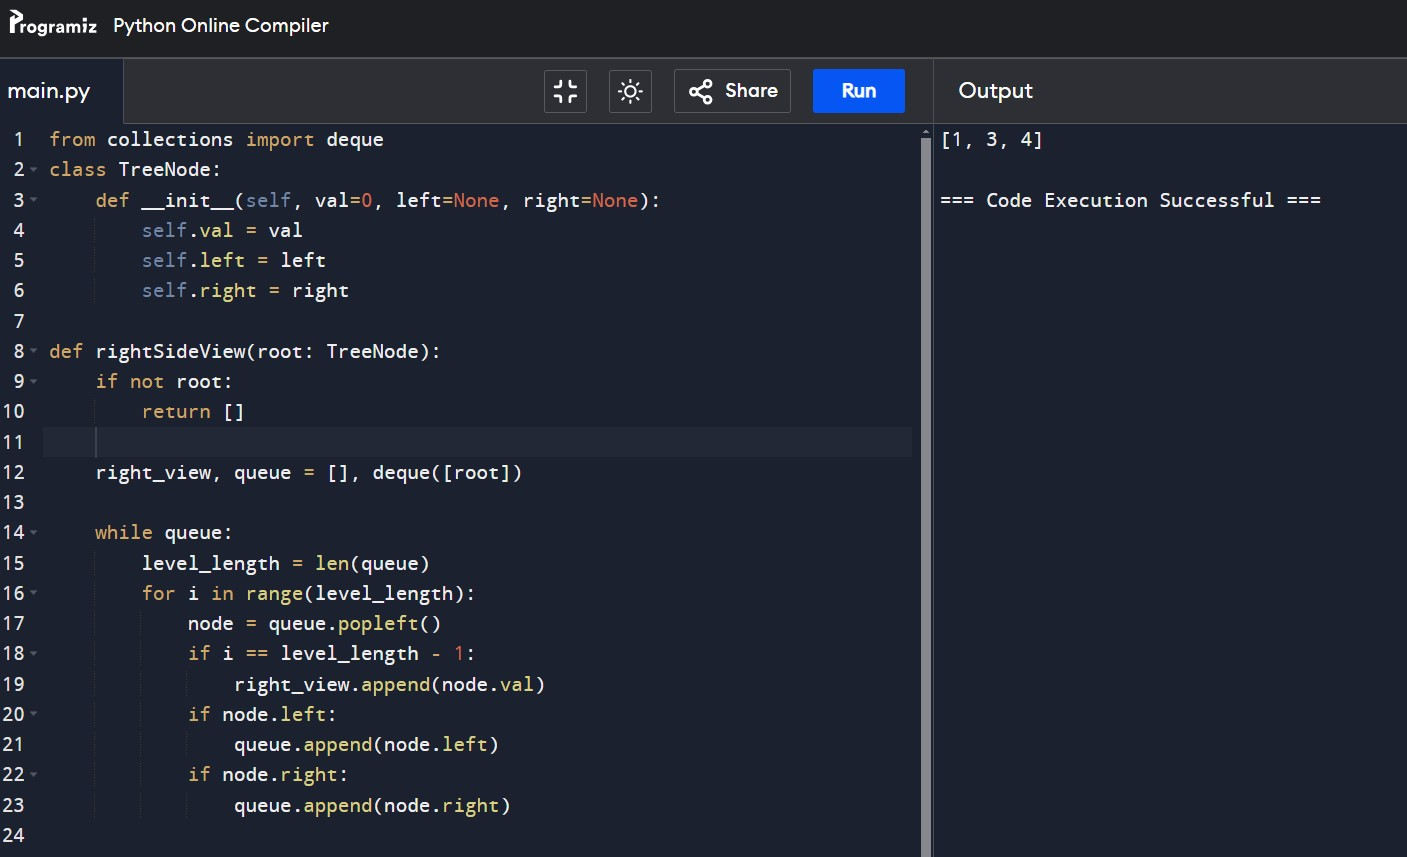 Programiz Python Online Compiler
main.py
Share
Run
Output
1 from collections import deque
2 class TreeNode:
3     def __init__(self, val=0, left=None, right=None):
4         self.val = val
5         self.left = left
6         self.right = right
7
8 def rightSideView(root: TreeNode):
9     if not root:
10         return []
11
12     right_view, queue = [], deque([root])
13
14     while queue:
15         level_length = len(queue)
16         for i in range(level_length):
17             node = queue.popleft()
18             if i == level_length - 1:
19                 right_view.append(node.val)
20             if node.left:
21                 queue.append(node.left)
22             if node.right:
23                 queue.append(node.right)
24
[1, 3, 4]
=== Code Execution Successful ===